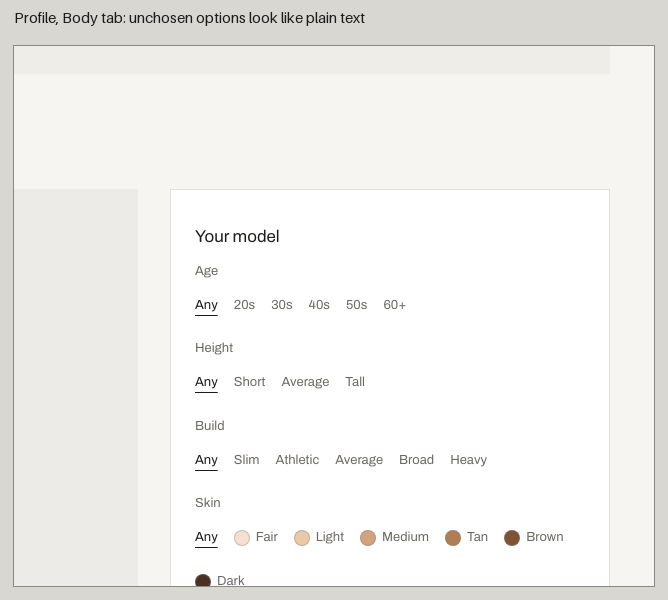 Profile, Body tab: unchosen options look like plain text
Your model
Age
Any 20s 30s 40s 50s 60+
Height
Any Short Average Tall
Build
Any Slim Athletic Average Broad Heavy
Skin
Any Fair Light Medium Tan Brown
Dark